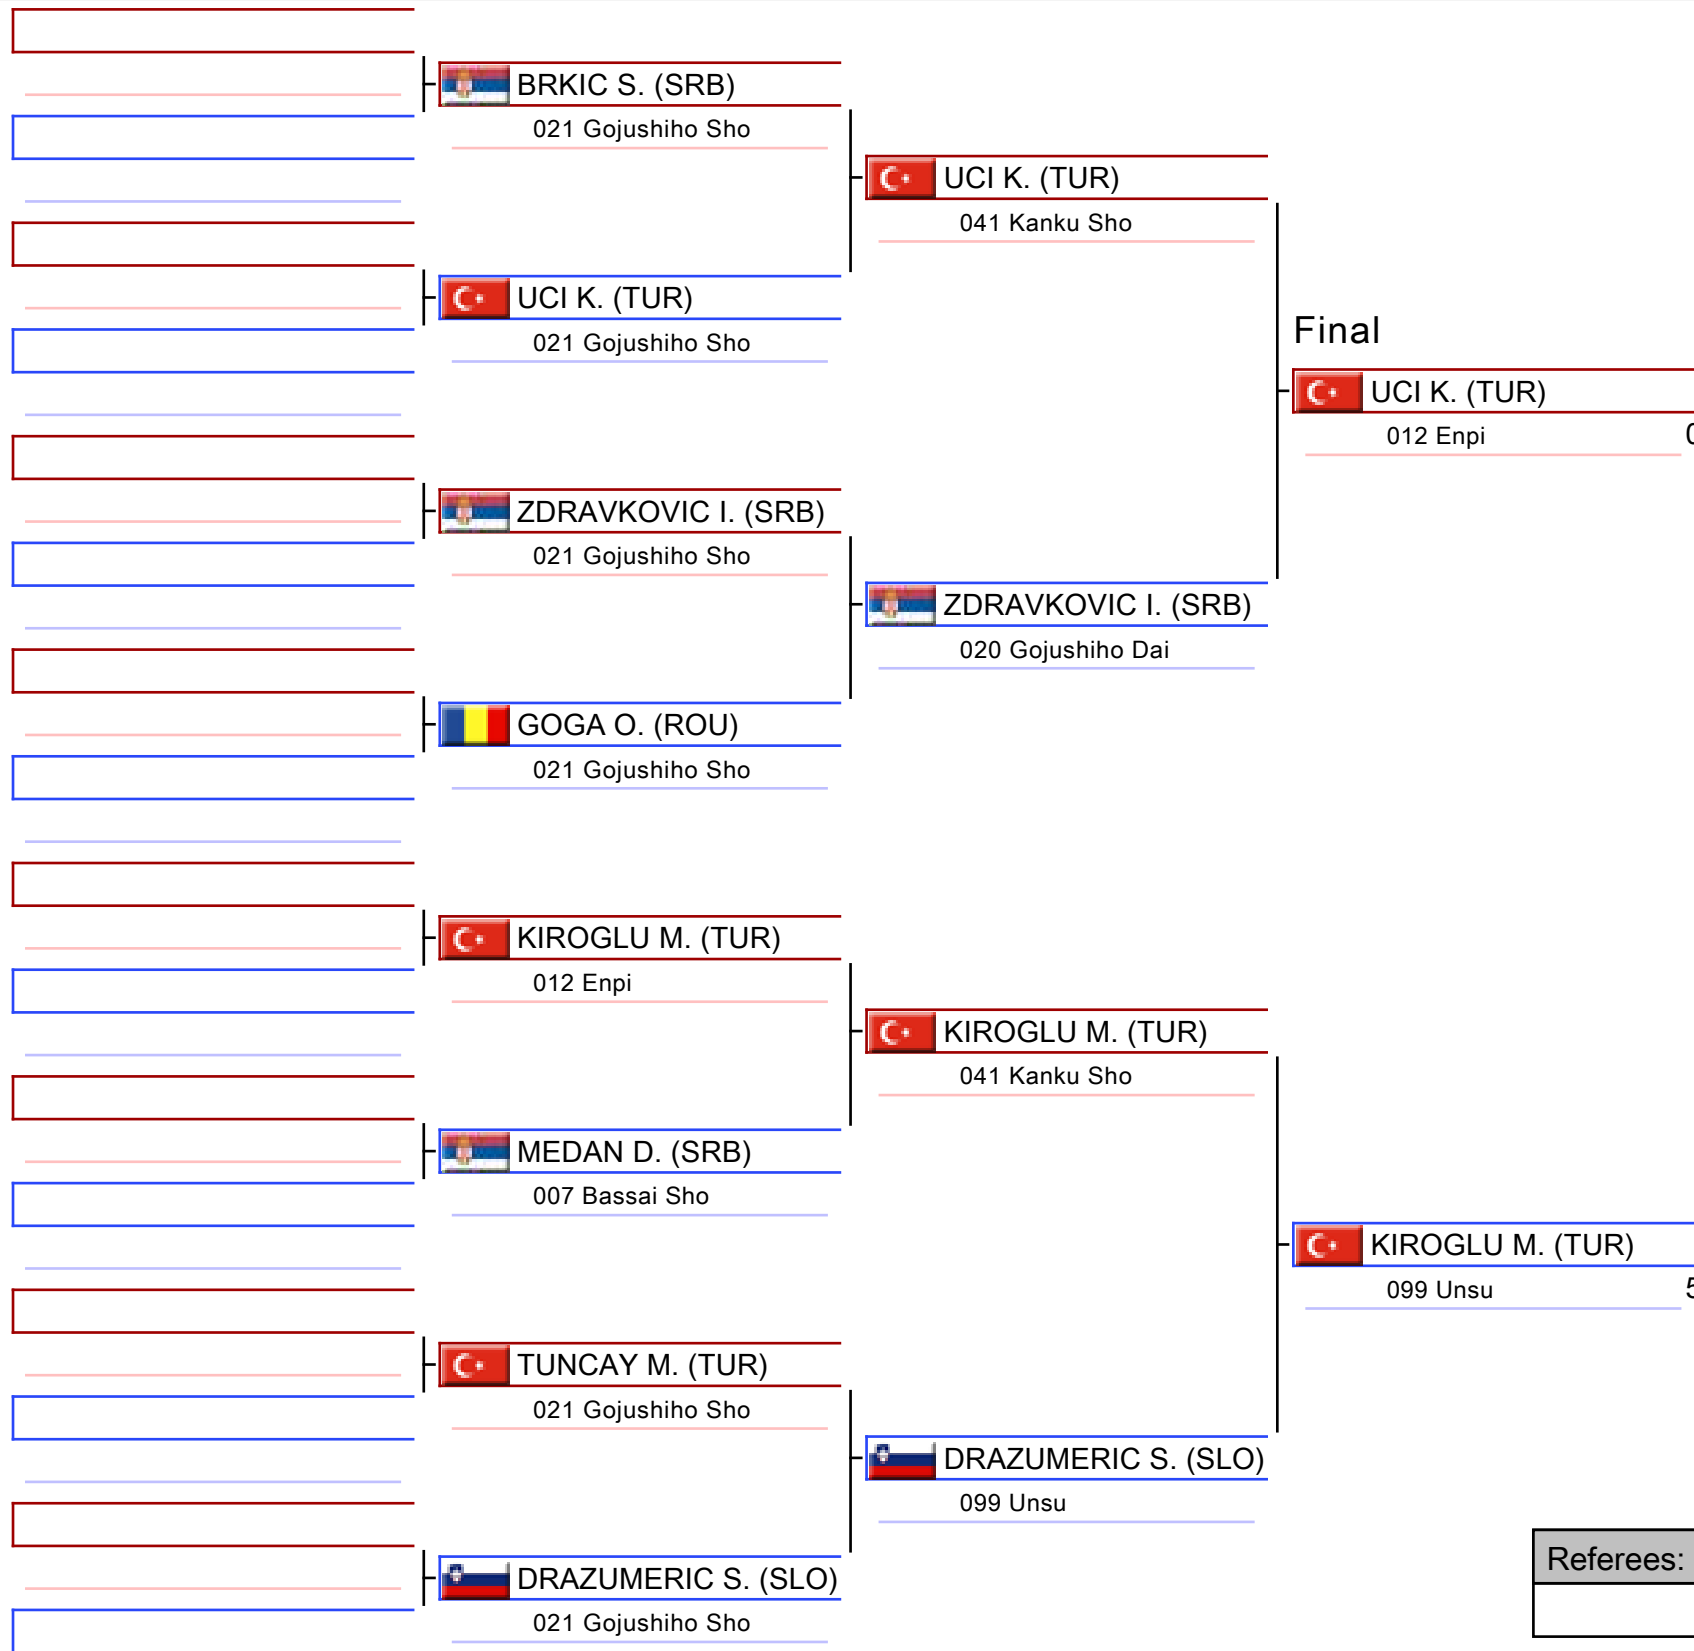 BRKIC S. (SRB)
021 Gojushiho Sho
UCI K. (TUR)
041 Kanku Sho
UCI K. (TUR)
021 Gojushiho Sho
Final
UCI K. (TUR)
012 Enpi
ZDRAVKOVIC I. (SRB)
021 Gojushiho Sho
ZDRAVKOVIC I. (SRB)
020 Gojushiho Dai
GOGA O. (ROU)
021 Gojushiho Sho
KIROGLU M. (TUR)
012 Enpi
KIROGLU M. (TUR)
041 Kanku Sho
MEDAN D. (SRB)
007 Bassai Sho
KIROGLU M. (TUR)
099 Unsu 5
TUNCAY M. (TUR)
021 Gojushiho Sho
DRAZUMERIC S. (SLO)
099 Unsu
Referees:
DRAZUMERIC S. (SLO)
021 Gojushiho Sho